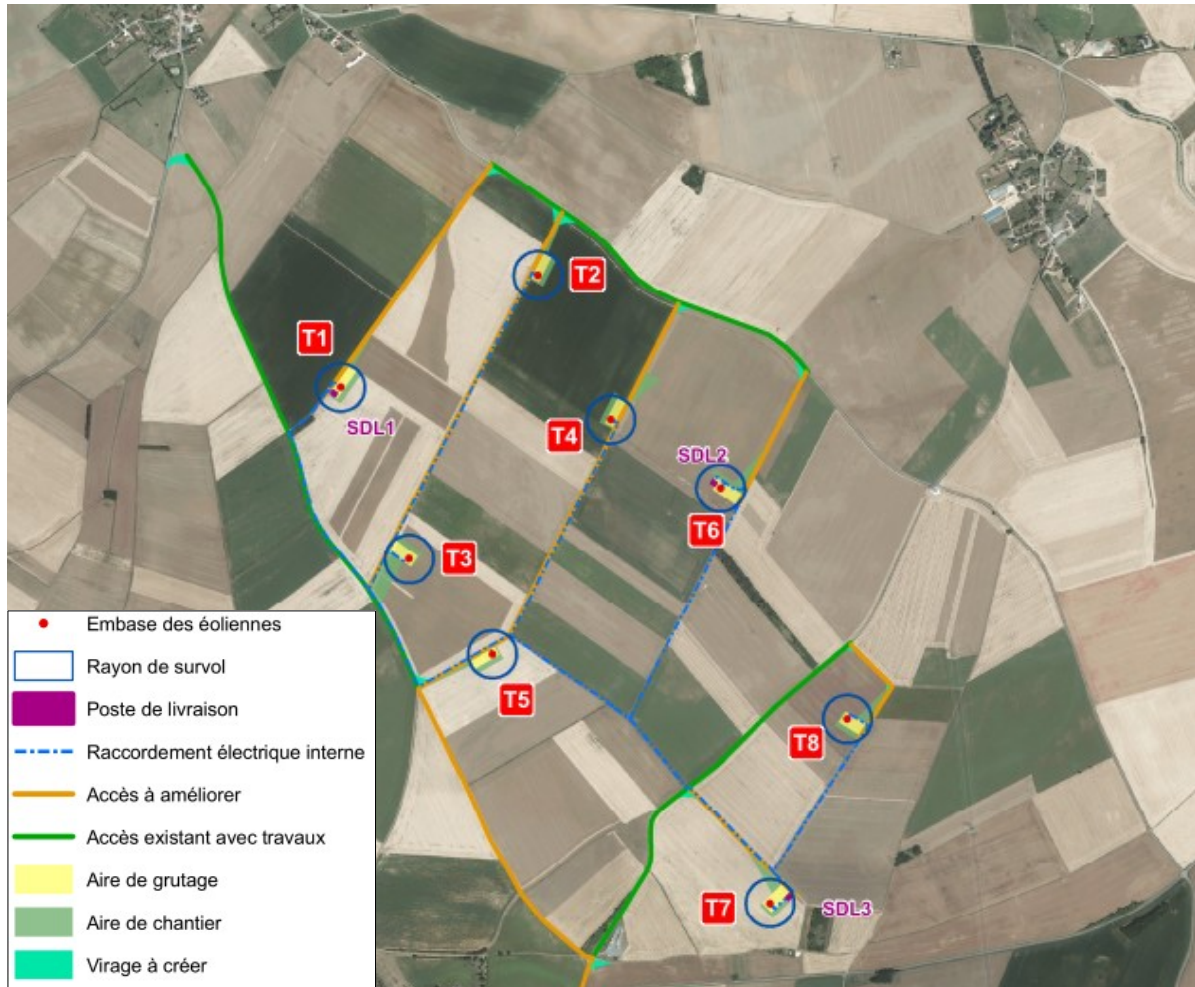 T2
T1
SDL1
T4
SDL2
T6
T3
T5
T8
T7
SDL3
Embase des éoliennes
Rayon de survol
Poste de livraison
Raccordement électrique interne
Accès à améliorer
Accès existant avec travaux
Aire de grutage
Aire de chantier
Virage à créer